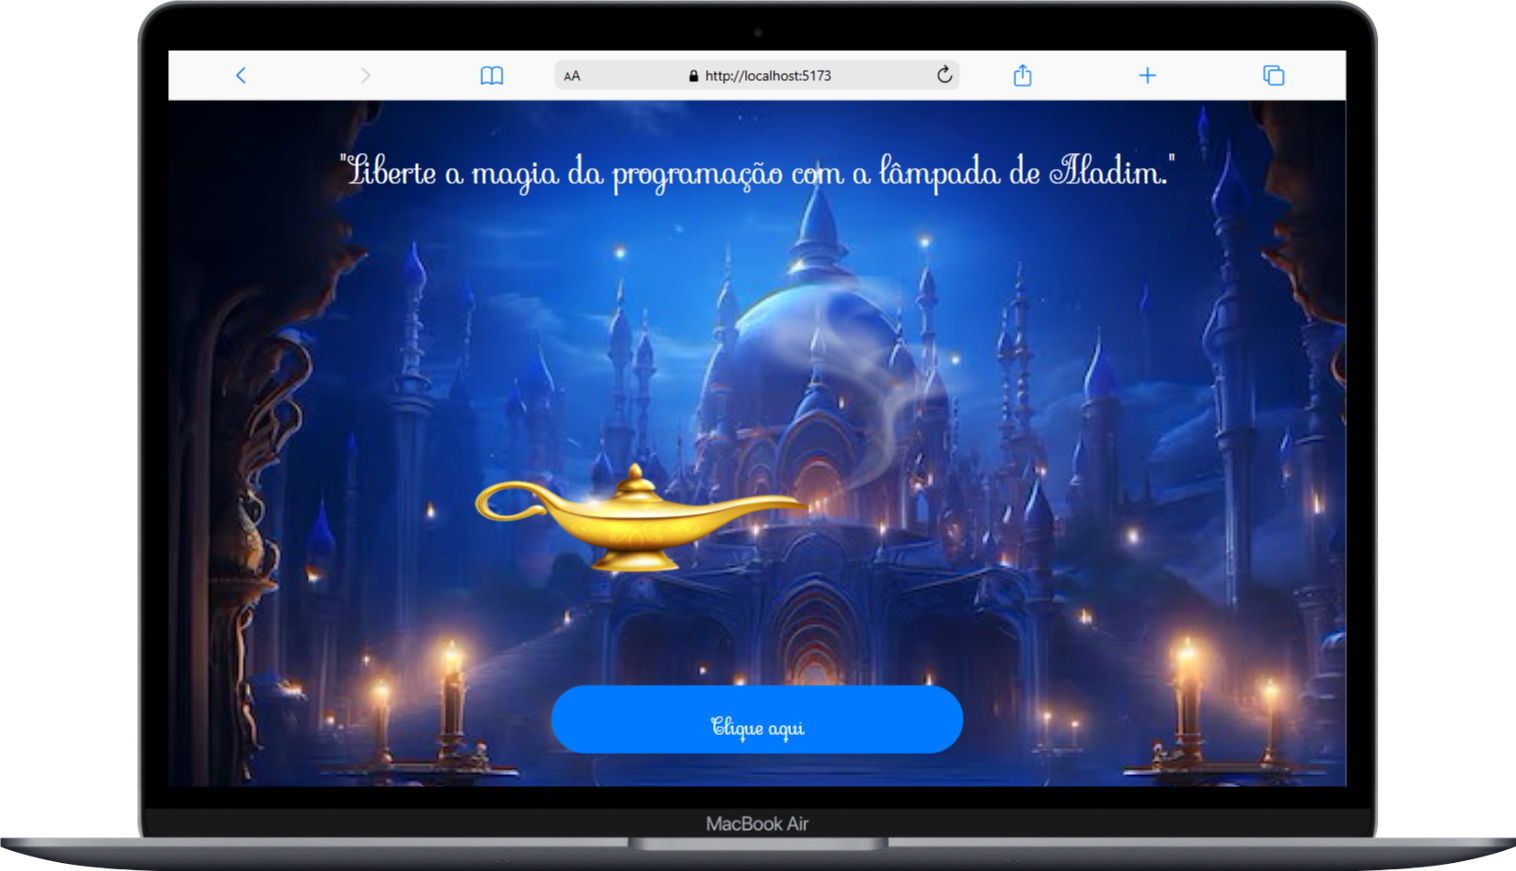 AA
http://localhost:5173
"Liberte a magia da programação com a lâmpada de Aladim."
Clique aqui
MacBook Air